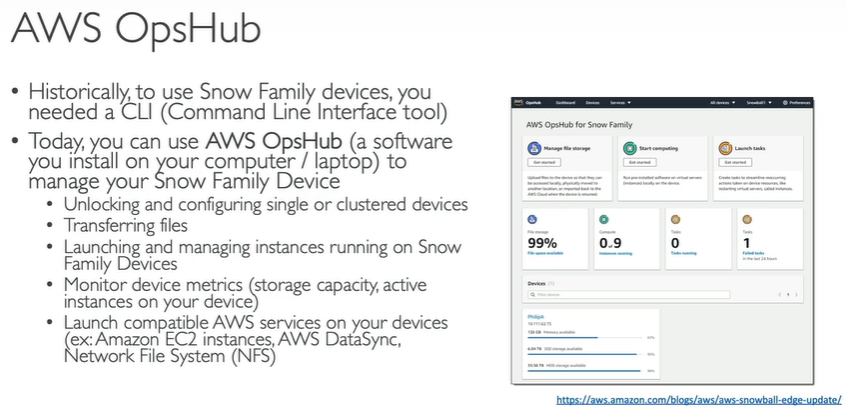 AWS OpsHub
• Historically, to use Snow Family devices, you
needed a CLI (Command Line Interface tool)
• Today, you can use AWS OpsHub (a software
you install on your computer / laptop) to
manage your Snow Family Device
• Unlocking and configuring single or clustered devices
• Transferring files
• Launching and managing instances running on Snow
Family Devices
• Monitor device metrics (storage capacity, active
instances on your device)
• Launch compatible AWS services on your devices
(ex: Amazon EC2 instances, AWS DataSync,
Network File System (NFS)
aws OpsHub Dashboard Devices Services All devices Snowball1 Preferences
AWS OpsHub for Snow Family
Manage file storage
Get started
Upload files to the device so they can
be accessed locally, physically moved to
another location, or imported back to the
AWS Cloud when the device is returned.
Start computing
Get started
Run pre-installed software on virtual servers
(instances) locally on the device.
Launch tasks
Get started
Create tasks to streamline reoccurring
actions taken on device resources, like
restarting virtual servers, called instances.
File storage
99%
File space available
Compute
0 of 9
Instances running
Tasks
0
Tasks running
Tasks
1
Failed tasks
in the last 24 hours
Devices (1)
Filter devices
1
Memory available
SSD storage available
HDD storage available
https://aws.amazon.com/blogs/aws/aws-snowball-edge-update/